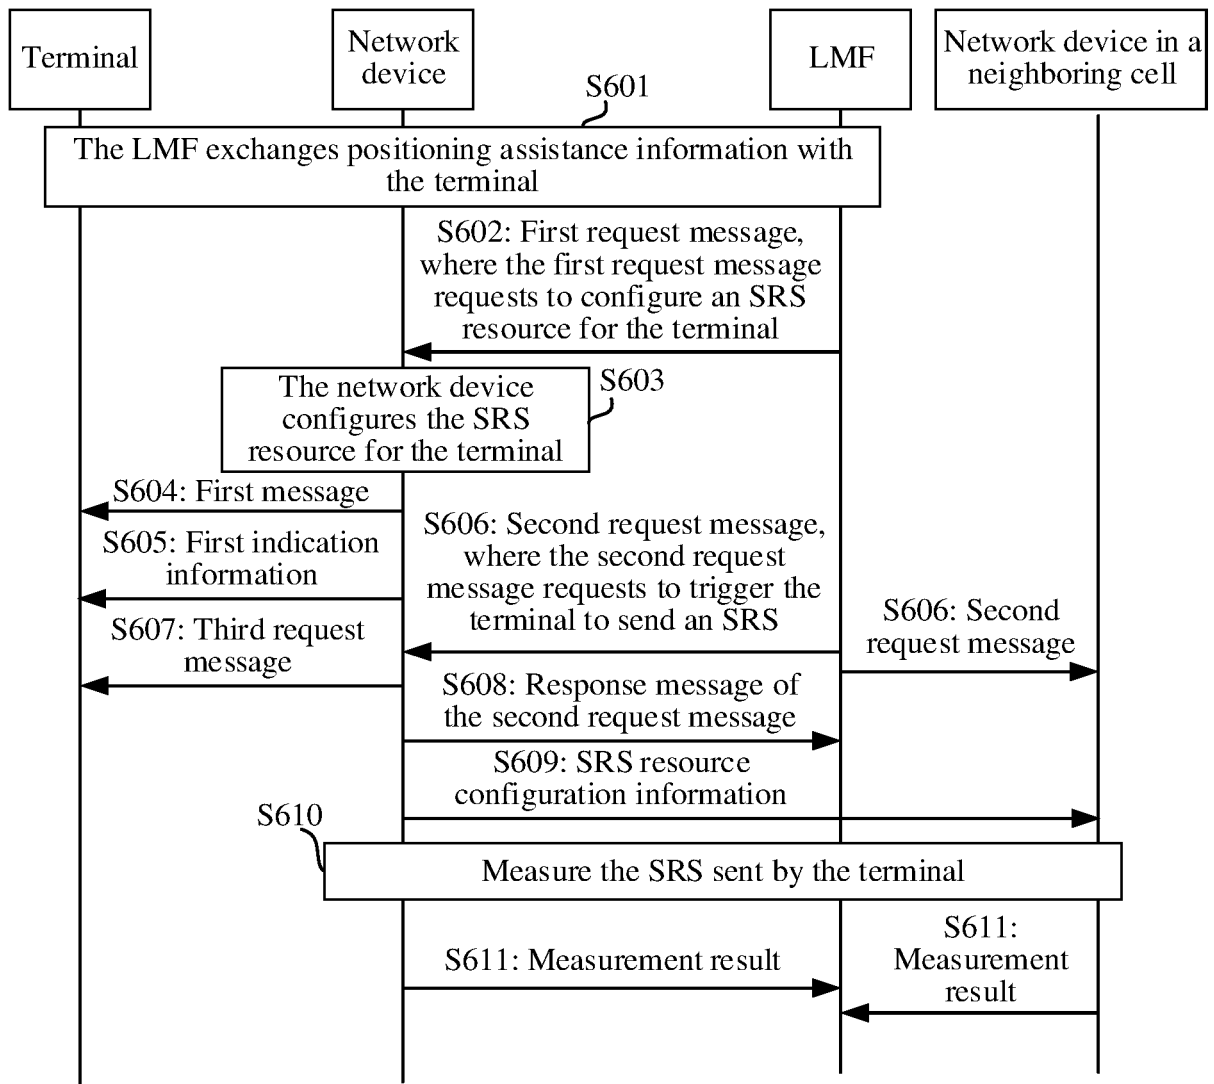 Terminal
Network
device
LMF
Network device in a
neighboring cell
S601
The LMF exchanges positioning assistance information with
the terminal
S602: First request message,
where the first request message
requests to configure an SRS
resource for the terminal
S603
The network device
configures the SRS
resource for the terminal
S604: First message
S605: First indication
information
S606: Second request message,
where the second request
message requests to trigger the
terminal to send an SRS
S606: Second
request message
S607: Third request
message
S608: Response message of
the second request message
S609: SRS resource
configuration information
S610
Measure the SRS sent by the terminal
S611: Measurement result
S611:
Measurement
result